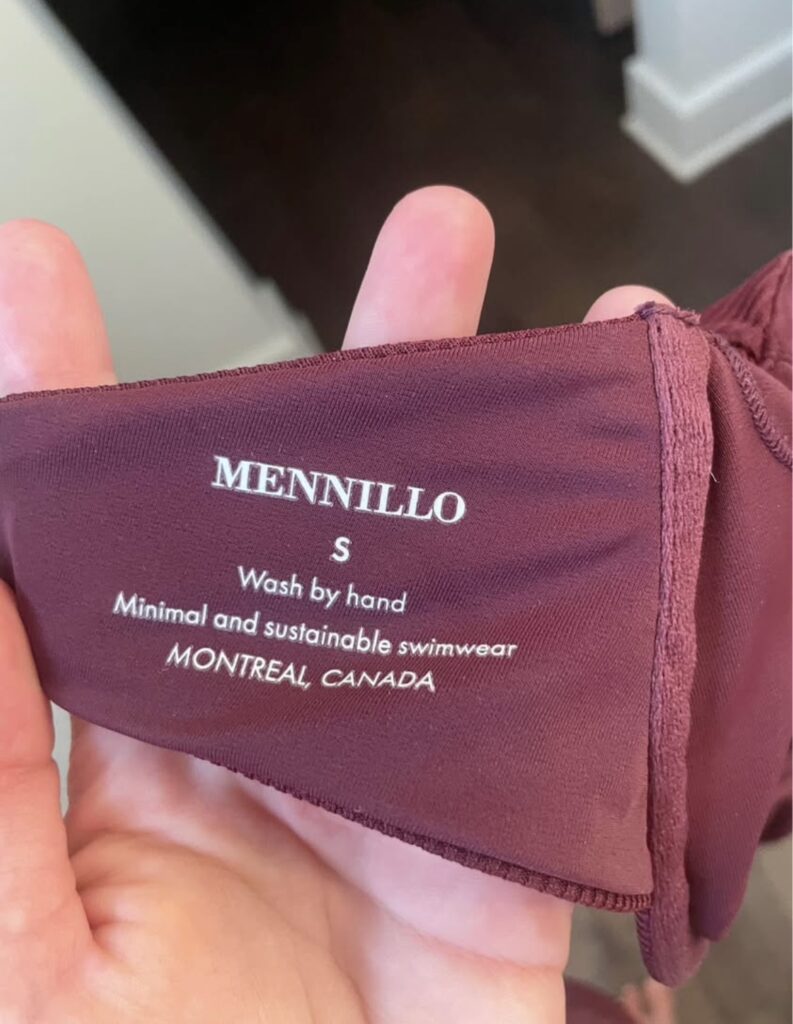 MENNILLO
S
Wash by hand
Minimal and sustainable swimwear
MONTREAL, CANADA